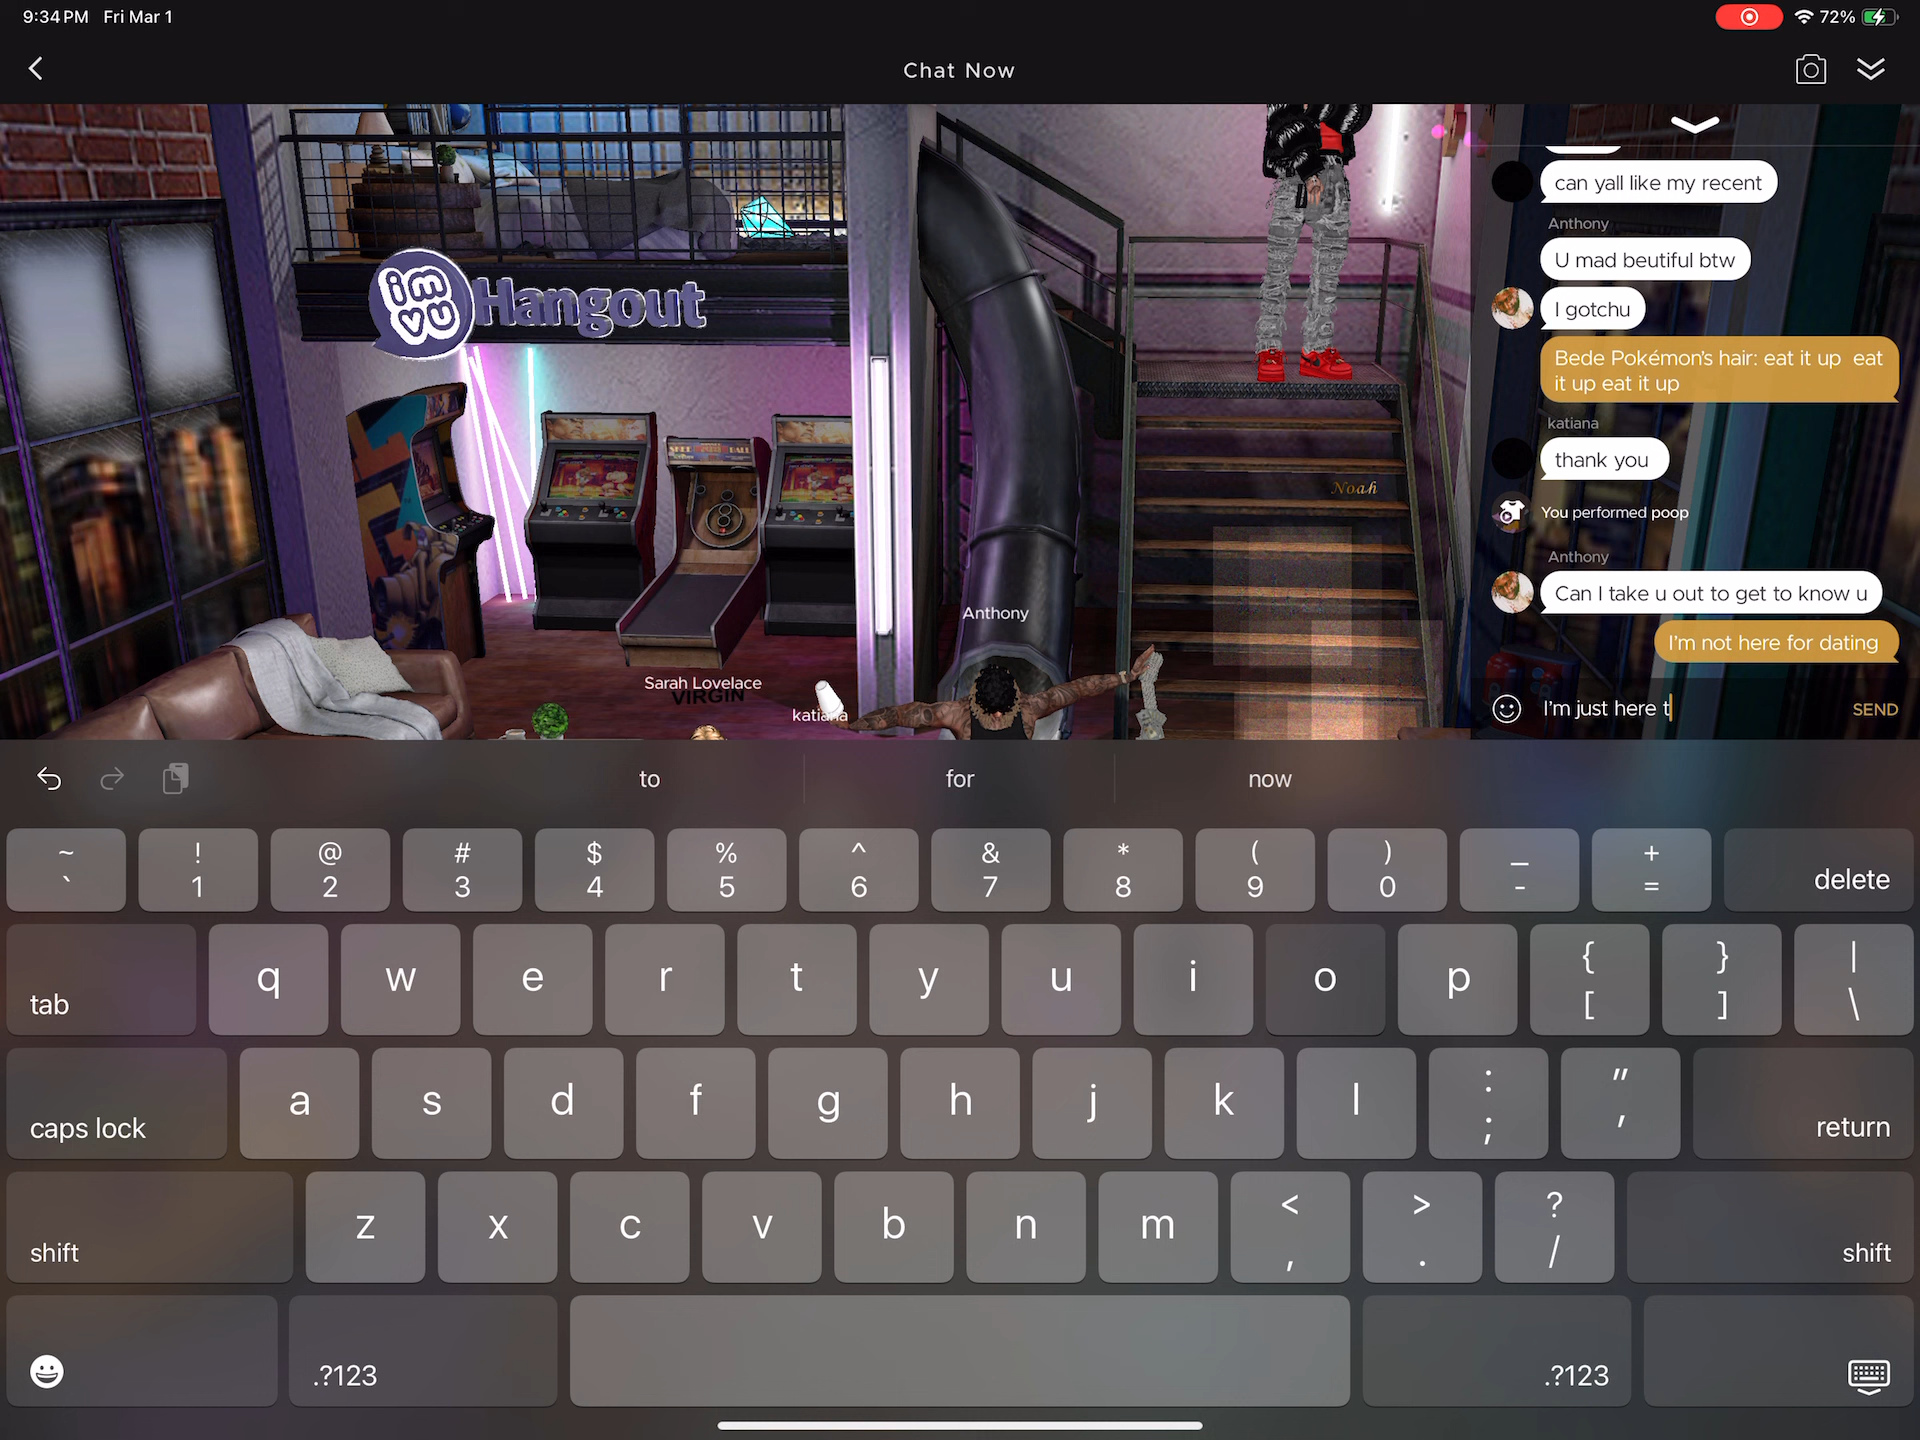 9:34 PM Fri Mar 1
72%
Chat Now
imvu Hangout
can yall like my recent
Anthony
U mad beutiful btw
I gotchu
Bede Pokémon's hair: eat it up eat
it up eat it up
katiana
thank you
You performed poop
Anthony
Can I take u out to get to know u
I'm not here for dating
I'm just here t
SEND
Noah
Anthony
Sarah Lovelace
VIRGIN
katiana
to for now
~ ! @ # $ % ^ & * ( ) _ +
` 1 2 3 4 5 6 7 8 9 0 - = delete
tab q w e r t y u i o p { [ } ] | \
caps lock a s d f g h j k l : ; " ' return
shift z x c v b n m < , > . ? / shift
.?123 .?123